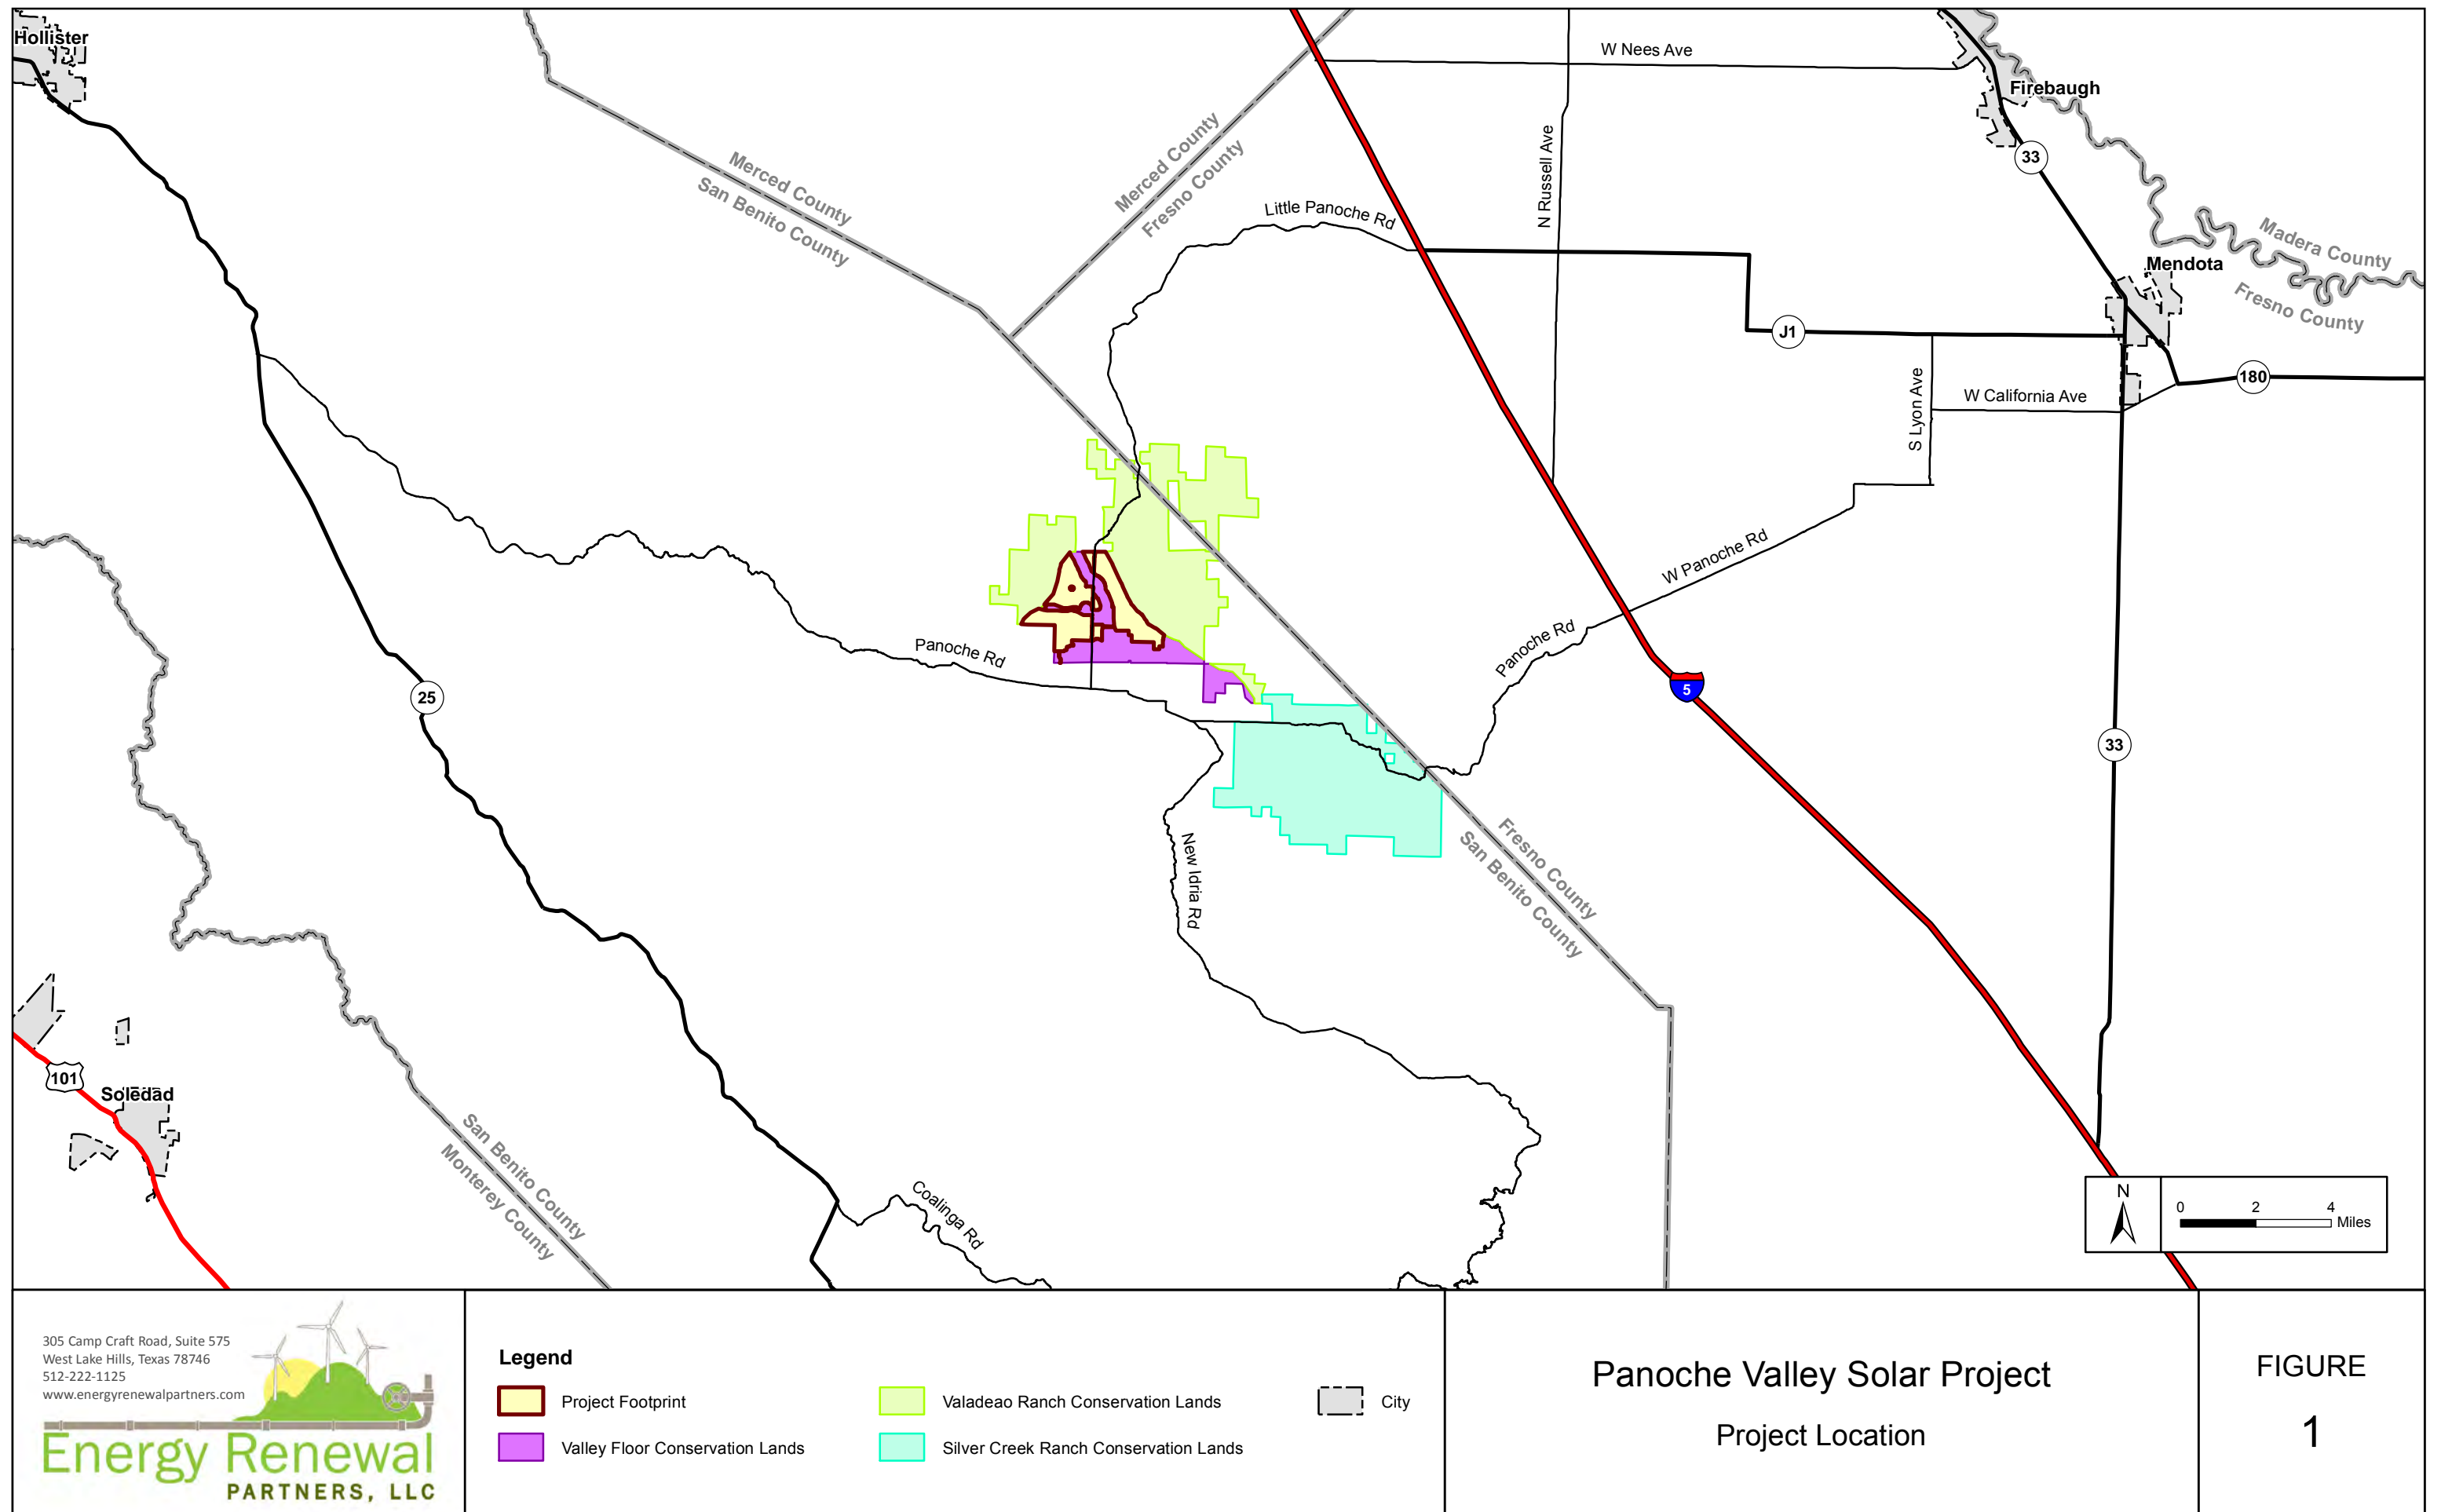 Hollister
W Nees Ave
Firebaugh
33
N Russell Ave
Merced County
San Benito County
Merced County
Fresno County
Little Panoche Rd
Madera County
Fresno County
Mendota
J1
180
S Lyon Ave
W California Ave
W Panoche Rd
Panoche Rd
Panoche Rd
5
25
33
New Idria Rd
Fresno County
San Benito County
101
Soledad
San Benito County
Monterey County
Coalinga Rd
N
0 2 4
Miles
305 Camp Craft Road, Suite 575
West Lake Hills, Texas 78746
512-222-1125
www.energyrenewalpartners.com
Energy Renewal
PARTNERS, LLC
Legend
Project Footprint
Valley Floor Conservation Lands
Valadeao Ranch Conservation Lands
Silver Creek Ranch Conservation Lands
City
Panoche Valley Solar Project
Project Location
FIGURE
1